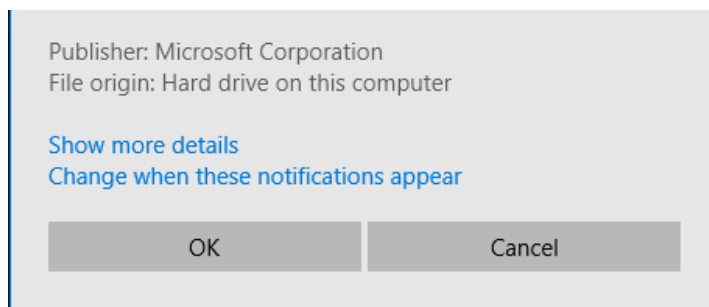 Publisher: Microsoft Corporation
File origin: Hard drive on this computer
Show more details
Change when these notifications appear
OK
Cancel